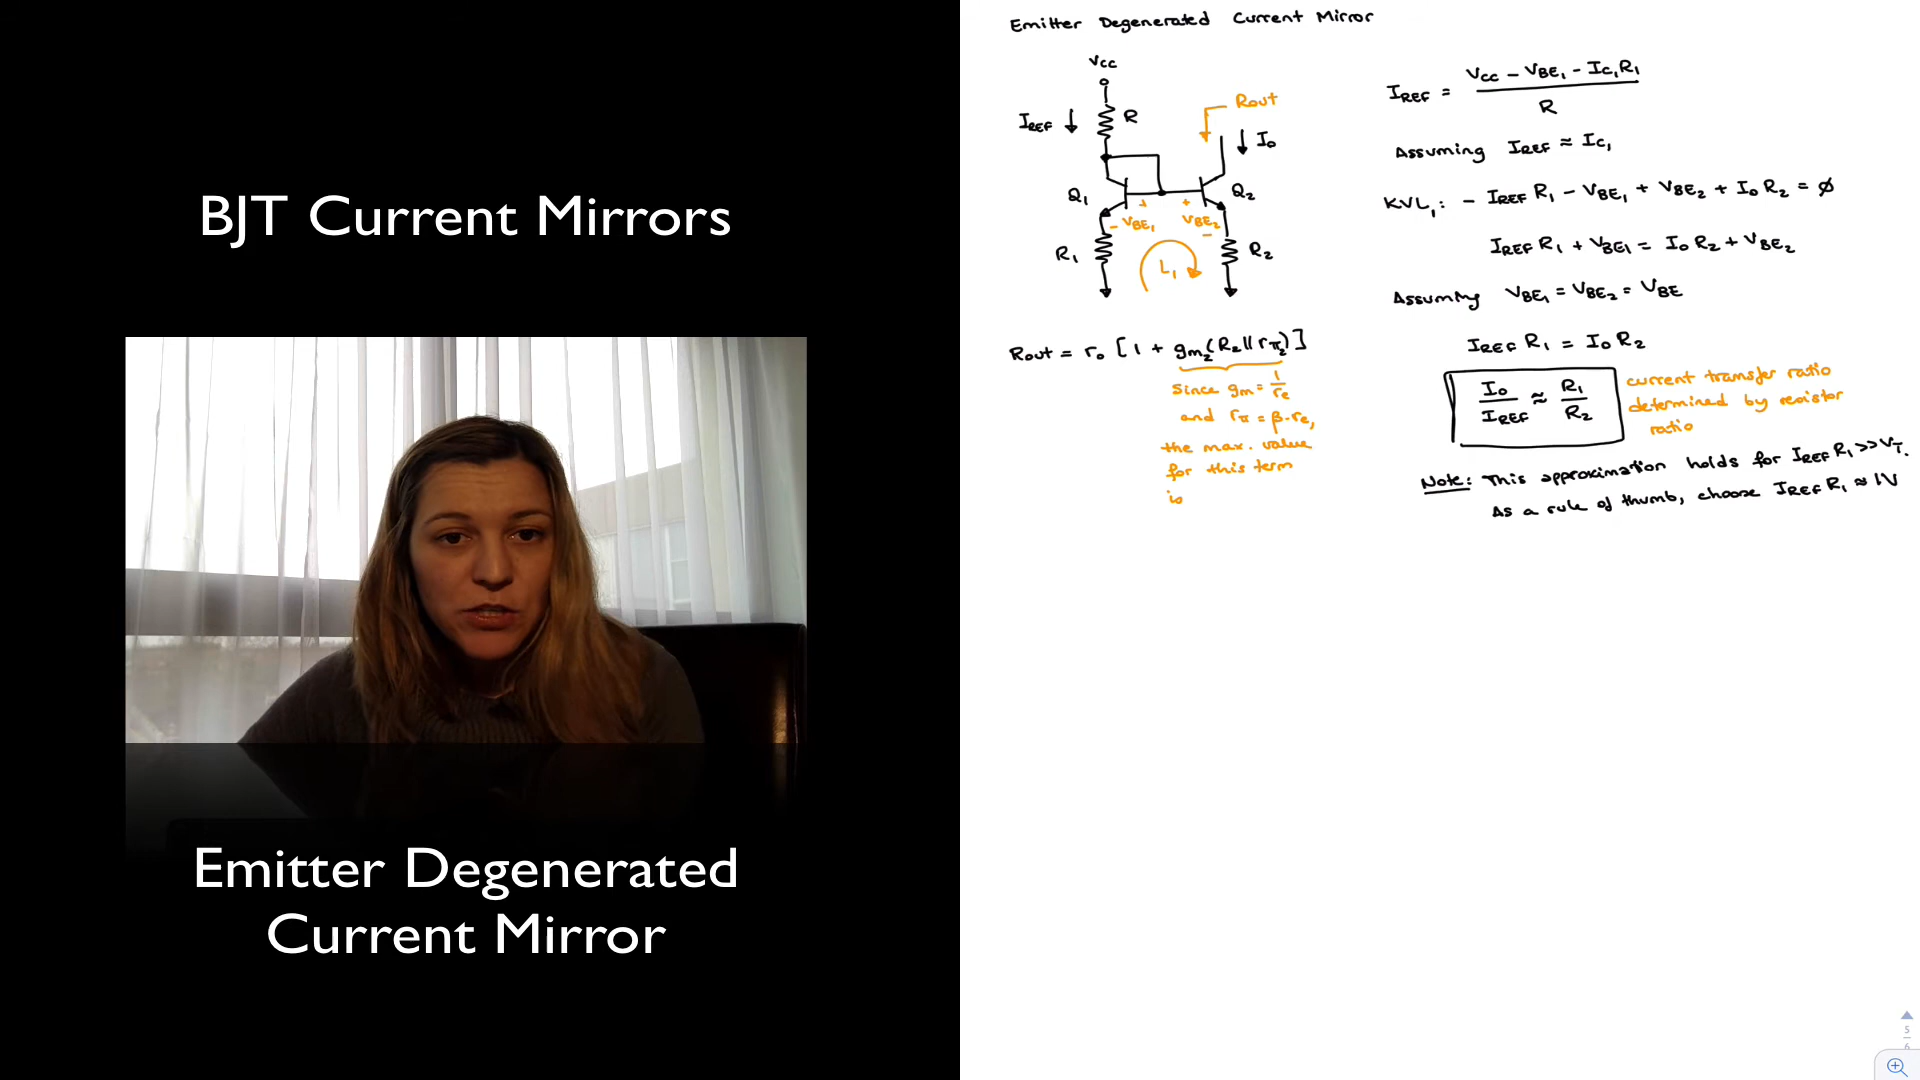 BJT Current Mirrors
Emitter Degenerated
Current Mirror
Emitter Degenerated Current Mirror
Vcc
R
IREF ↓
Rout
↓ Io
Q1
Q2
+
+
- VBE1
VBE2
-
R1
L1
R2
Rout = ro [1 + gm2(R2||rπ2)]
Since gm = 1/re
and rπ = β·re,
the max. value
for this term
is
IREF = (Vcc - VBE1 - Ic1R1)/R
Assuming IREF ≈ Ic1
KVL1: - IREF R1 - VBE1 + VBE2 + Io R2 = ∅
IREF R1 + VBE1 = Io R2 + VBE2
Assuming VBE1 = VBE2 = VBE
IREF R1 = Io R2
Io/IREF ≈ R1/R2
current transfer ratio
determined by resistor
ratio
Note: This approximation holds for IREF R1 >> VT.
As a rule of thumb, choose IREF R1 ≈ 1V
5
6